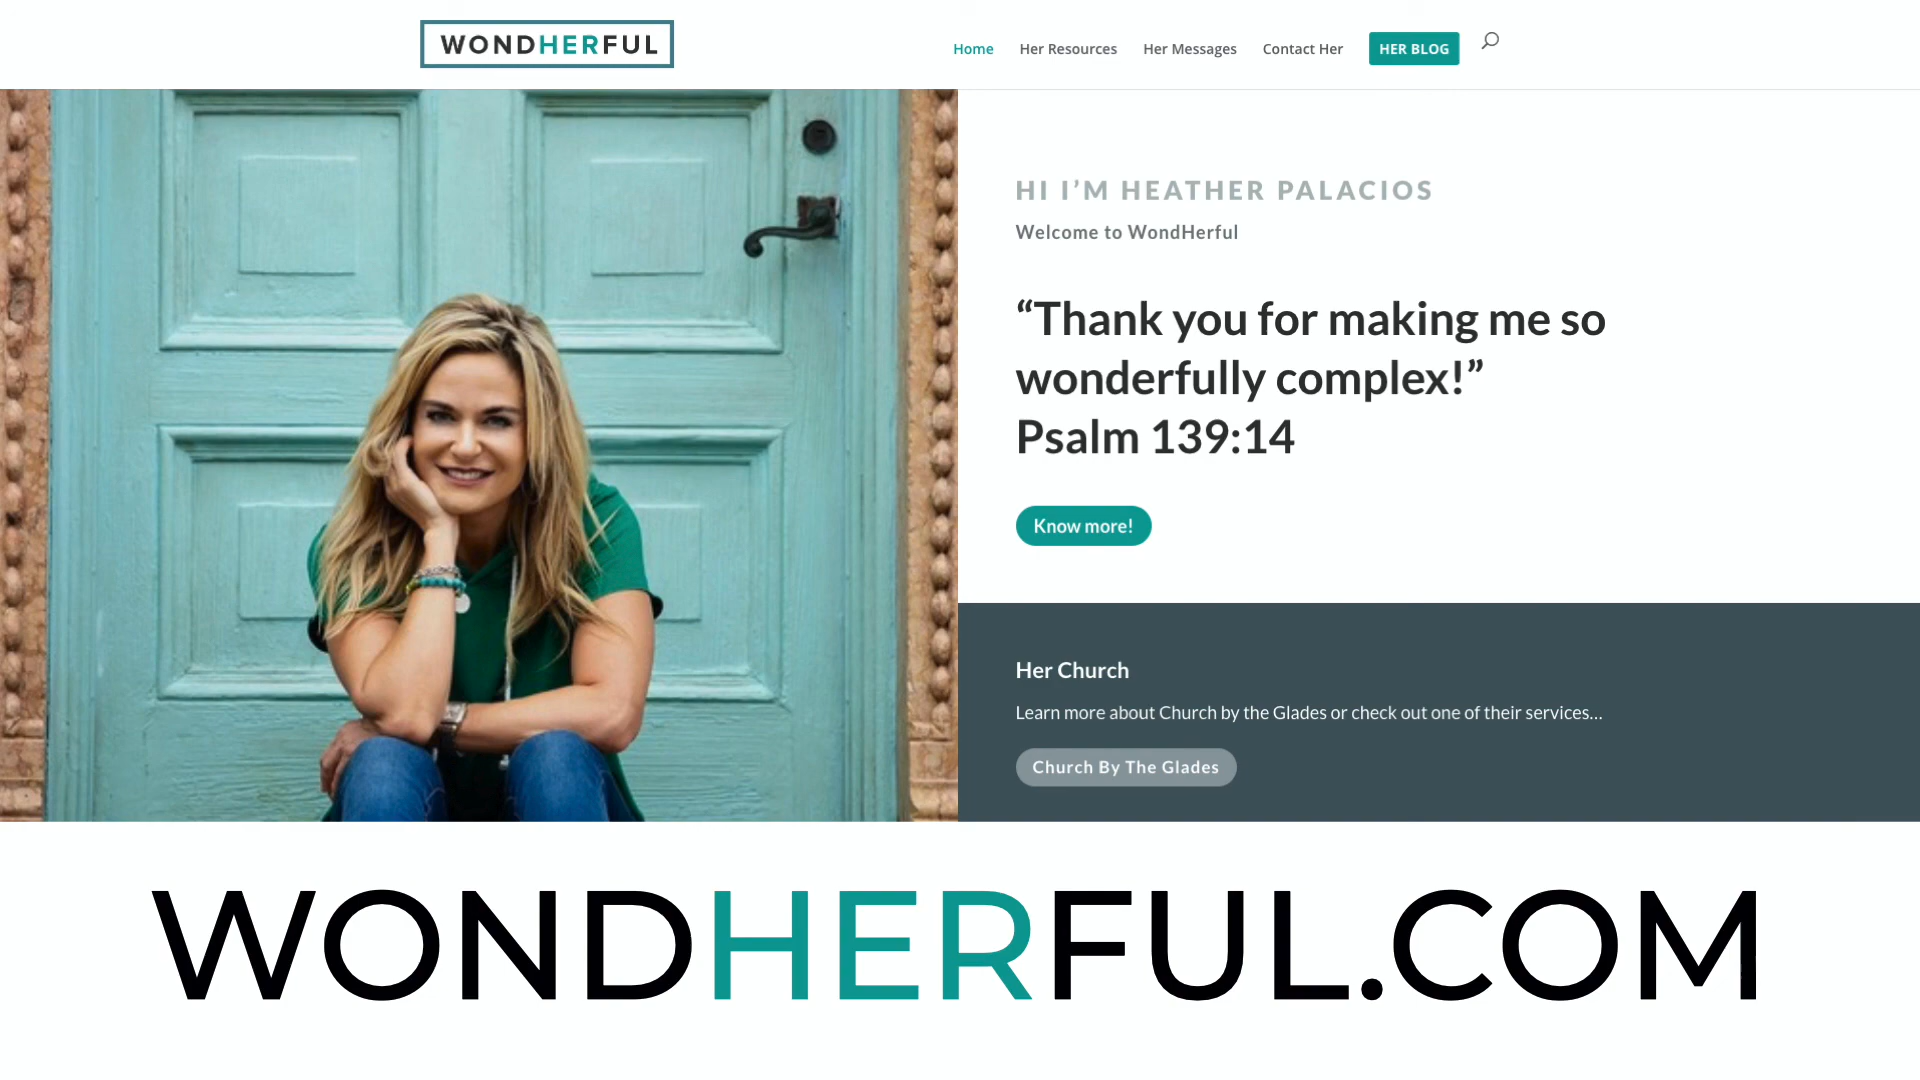 WONDHERFUL
Home Her Resources Her Messages Contact Her HER BLOG
HI I’M HEATHER PALACIOS
Welcome to WondHerful
“Thank you for making me so
wonderfully complex!”
Psalm 139:14
Know more!
Her Church
Learn more about Church by the Glades or check out one of their services...
Church By The Glades
WONDHERFUL.COM